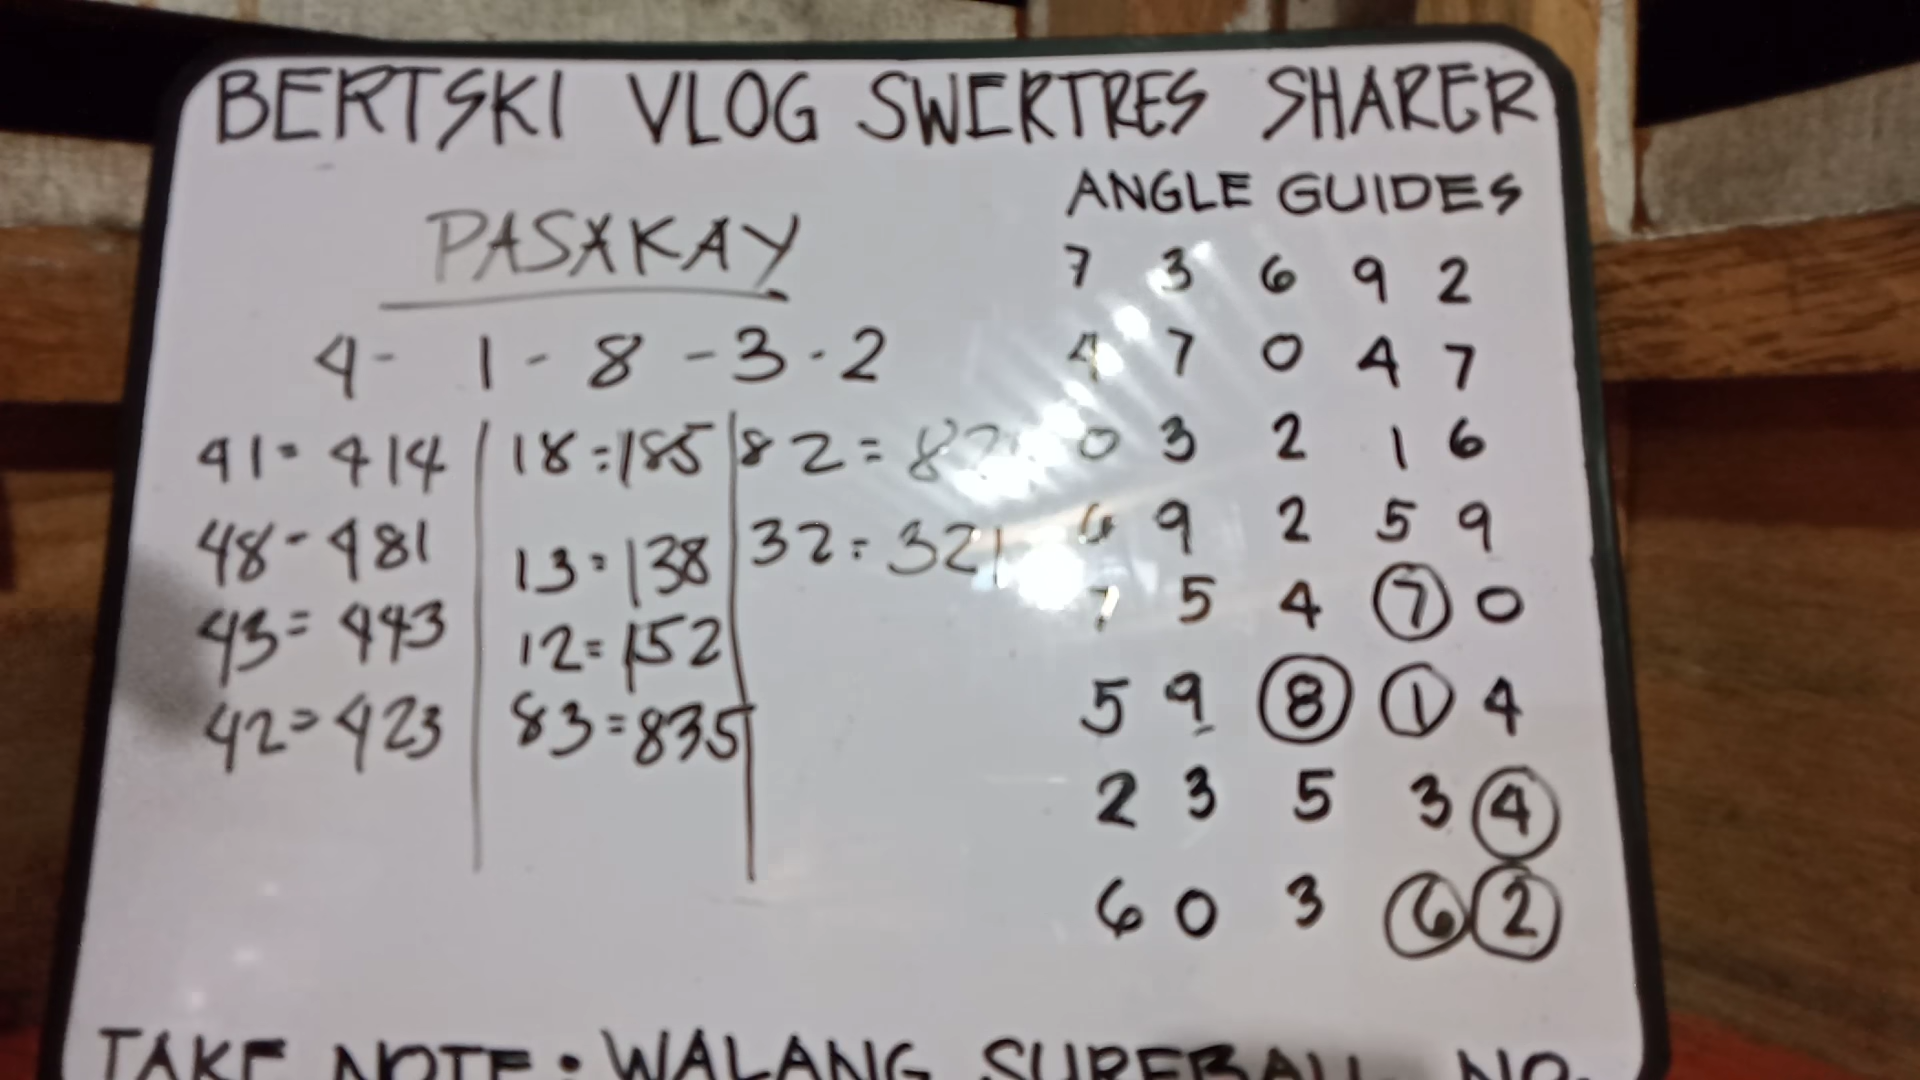 BERTSKI VLOG SWERTRES SHARER
PASAKAY
4- 1 - 8 - 3 - 2
41 = 414
48 - 481
43 = 443
42 = 423
18 = 185
13 = 138
12 = 152
83 = 835
82 =
32 = 321
ANGLE GUIDES
7 3 6 9 2
4 7 0 4 7
0 3 2 1 6
9 2 5 9
7 5 4 7 0
5 9 8 1 4
2 3 5 3 4
6 0 3 6 2
TAKE NOTE • WALANG SUREBALL NO.